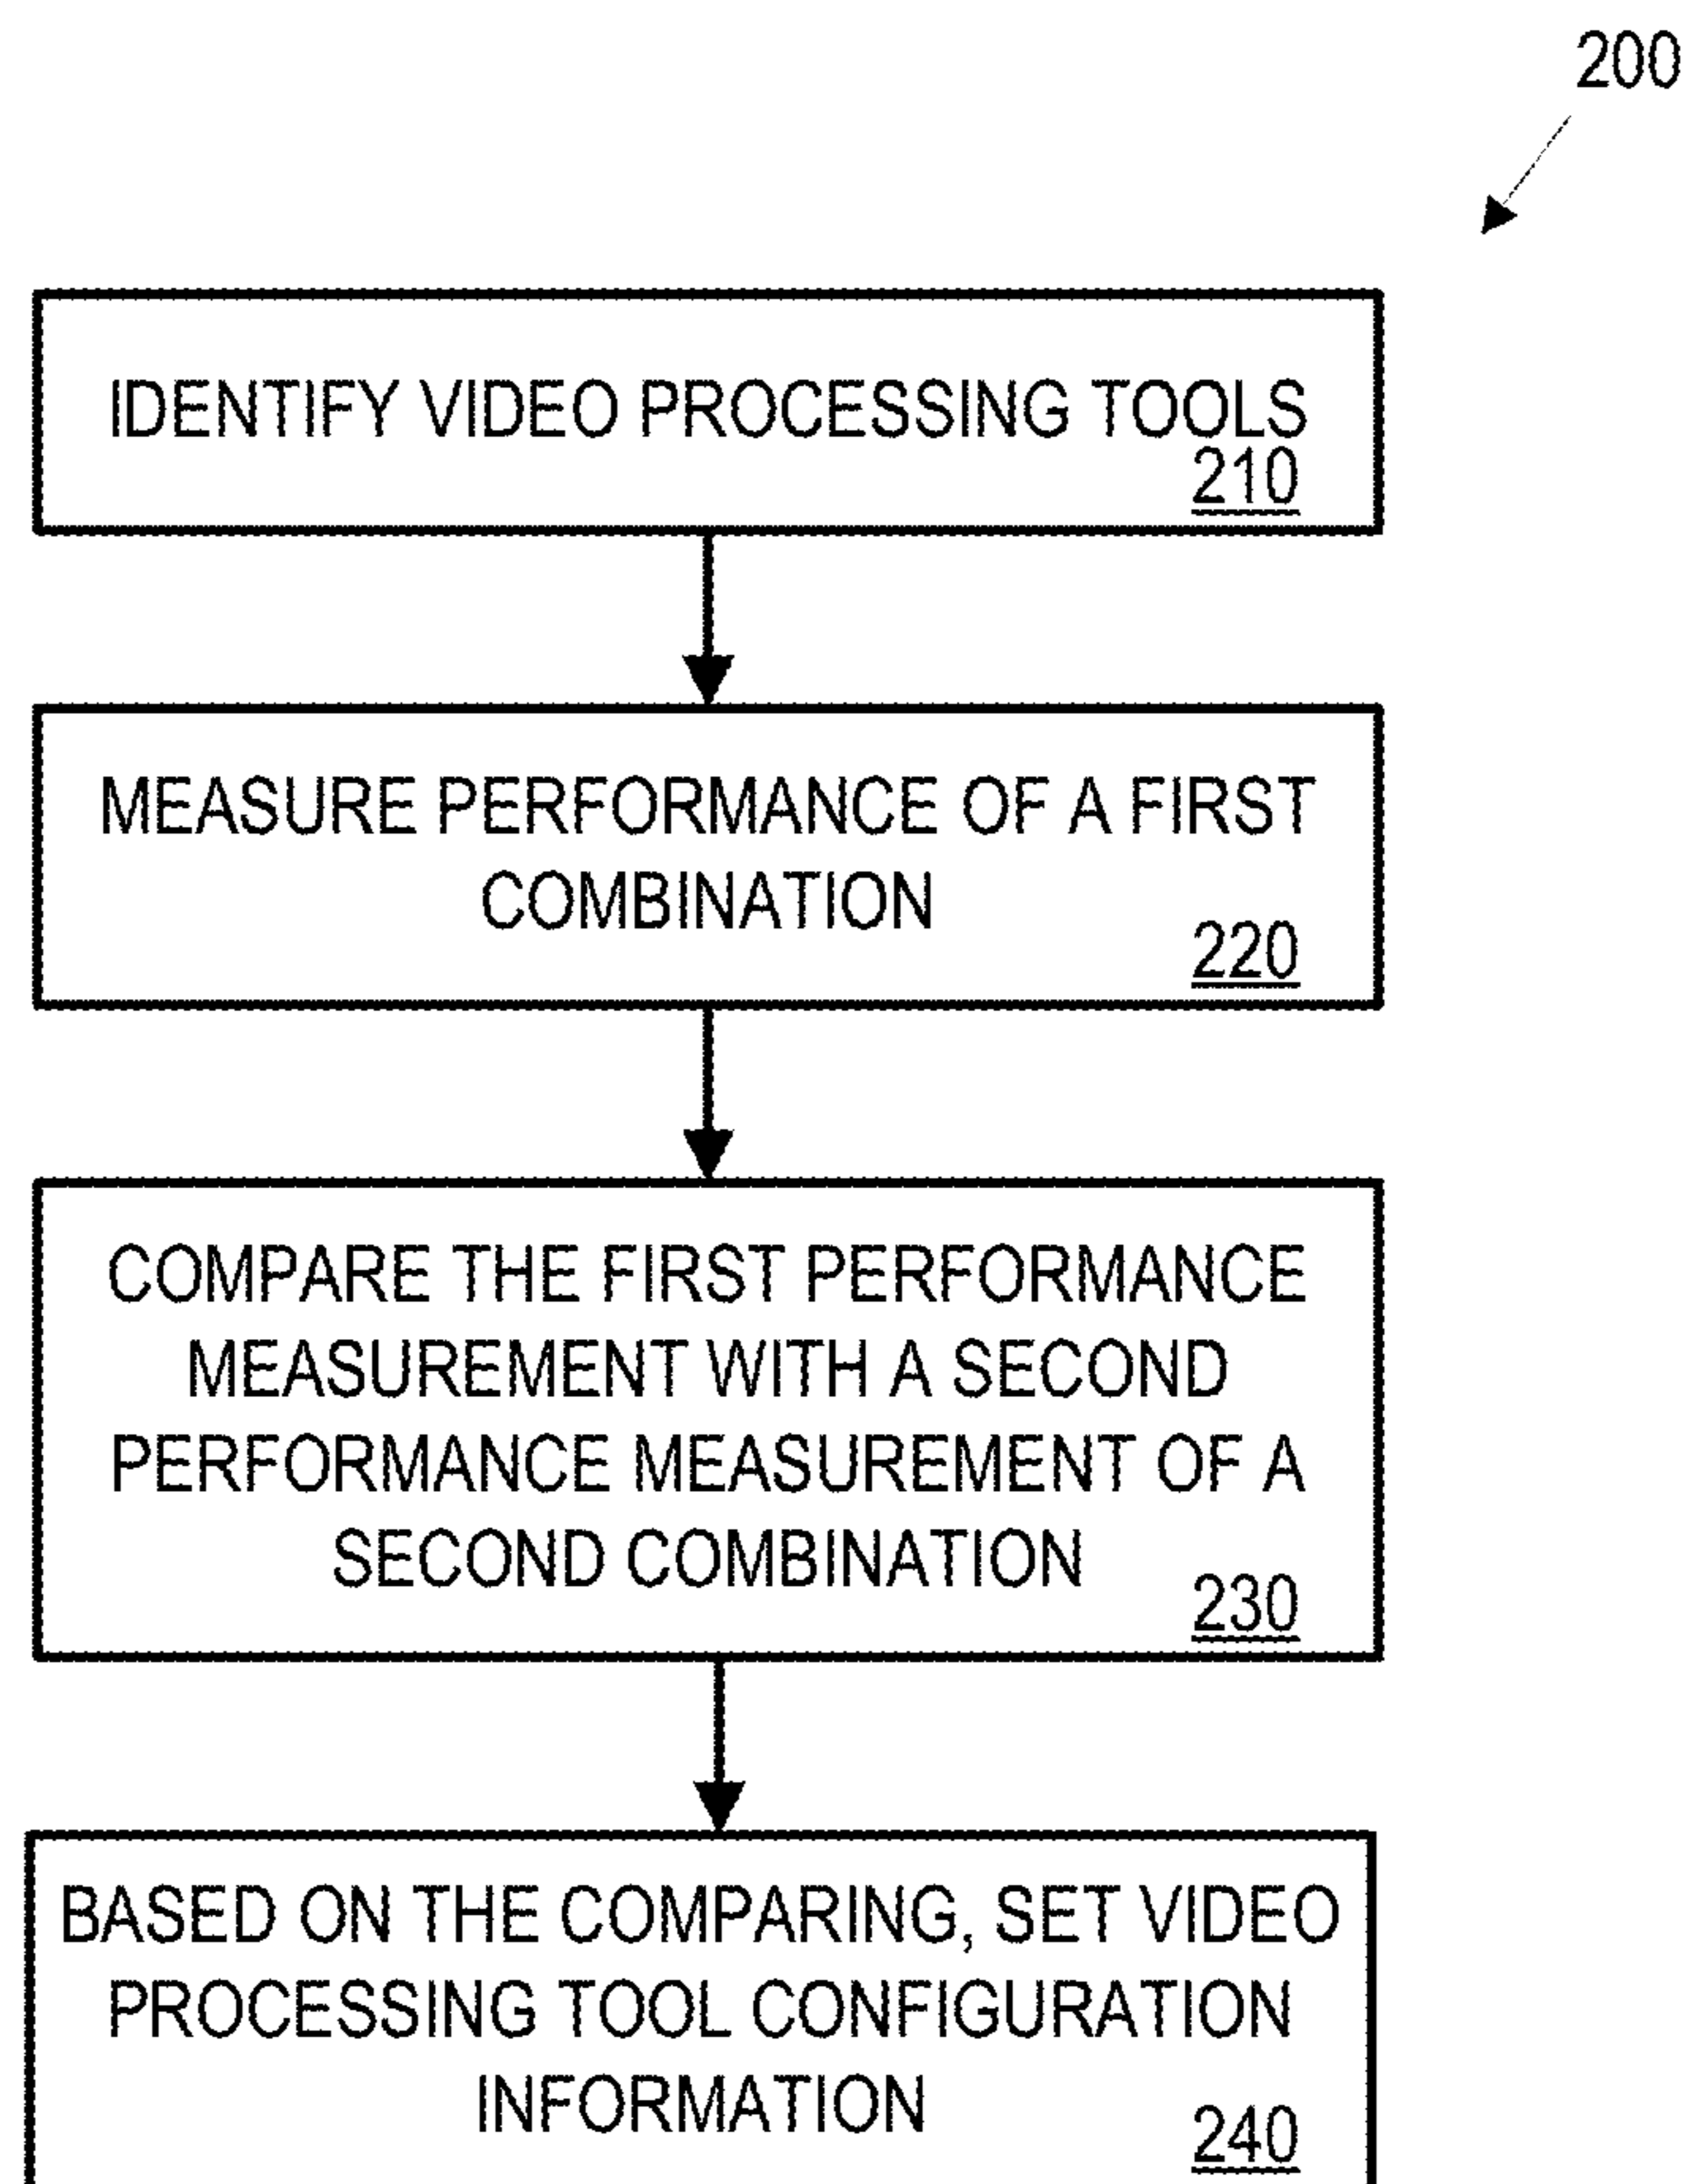 200
IDENTIFY VIDEO PROCESSING TOOLS
210
MEASURE PERFORMANCE OF A FIRST
COMBINATION
220
COMPARE THE FIRST PERFORMANCE
MEASUREMENT WITH A SECOND
PERFORMANCE MEASUREMENT OF A
SECOND COMBINATION
230
BASED ON THE COMPARING, SET VIDEO
PROCESSING TOOL CONFIGURATION
INFORMATION
240